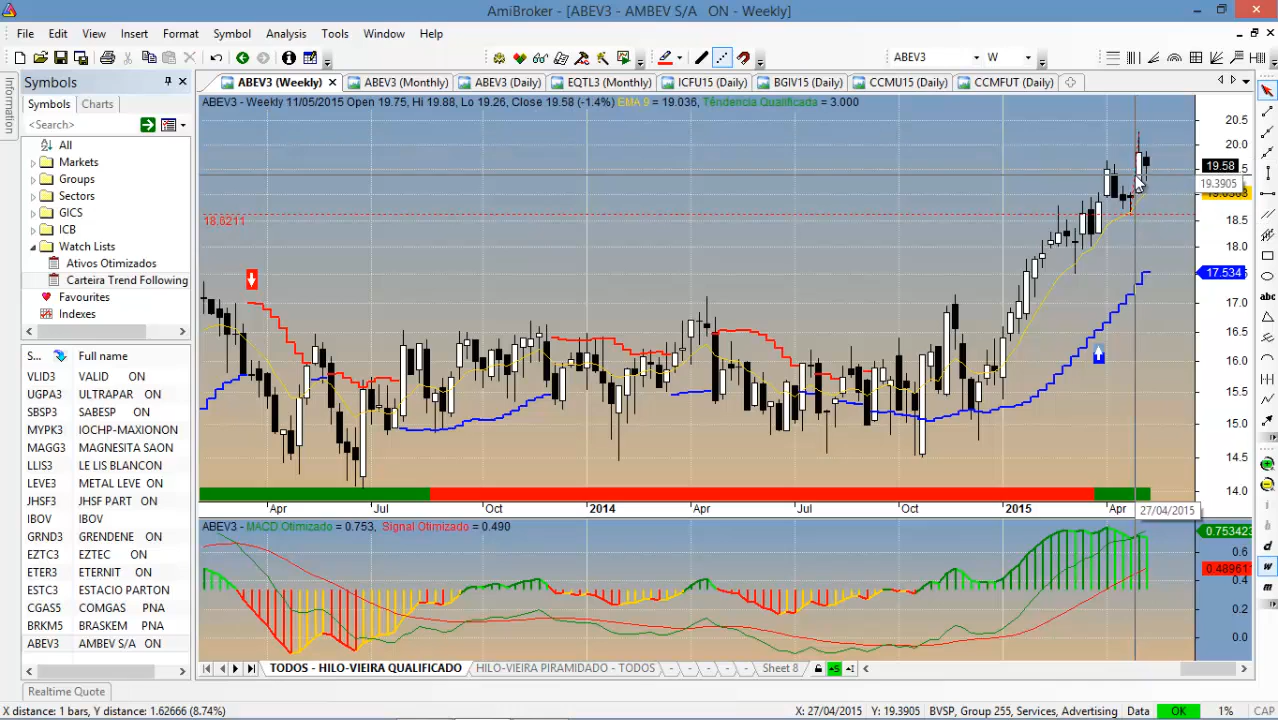 AmiBroker - [ABEV3 - AMBEV S/A   ON - Weekly]
File Edit View Insert Format Symbol Analysis Tools Window Help
ABEV3 W
Information
Symbols
Symbols Charts
<Search>
All
Markets
Groups
Sectors
GICS
ICB
Watch Lists
Ativos Otimizados
Carteira Trend Following
Favourites
Indexes
S... Full name
VLID3 VALID ON
UGPA3 ULTRAPAR ON
SBSP3 SABESP ON
MYPK3 IOCHP-MAXIONON
MAGG3 MAGNESITA SAON
LLIS3 LE LIS BLANCON
LEVE3 METAL LEVE ON
JHSF3 JHSF PART ON
IBOV IBOV
GRND3 GRENDENE ON
EZTC3 EZTEC ON
ETER3 ETERNIT ON
ESTC3 ESTACIO PARTON
CGAS5 COMGAS PNA
BRKM5 BRASKEM PNA
ABEV3 AMBEV S/A ON
Realtime Quote
ABEV3 (Weekly) ABEV3 (Monthly) ABEV3 (Daily) EQTL3 (Monthly) ICFU15 (Daily) BGIV15 (Daily) CCMU15 (Daily) CCMFUT (Daily)
ABEV3 - Weekly 11/05/2015 Open 19.75, Hi 19.88, Lo 19.26, Close 19.58 (-1.4%) EMA 9 = 19.036, Têndencia Qualificada = 3.000
20.5
20.0
19.58
19.3905
18.6211
18.5
18.0
17.534
17.0
16.5
16.0
15.5
15.0
14.5
14.0
Apr Jul Oct 2014 Apr Jul Oct 2015 Apr
27/04/2015
ABEV3 - MACD Otimizado = 0.753, Signal Otimizado = 0.490
0.753423
0.6
0.489617
0.4
0.2
0.0
abc
d
w
m
TODOS - HILO-VIEIRA QUALIFICADO HILO-VIEIRA PIRAMIDADO - TODOS - - - - - Sheet 8
X distance: 1 bars, Y distance: 1.62666 (8.74%) X: 27/04/2015 Y: 19.3905 BVSP, Group 255, Services, Advertising Data OK 1% CAP